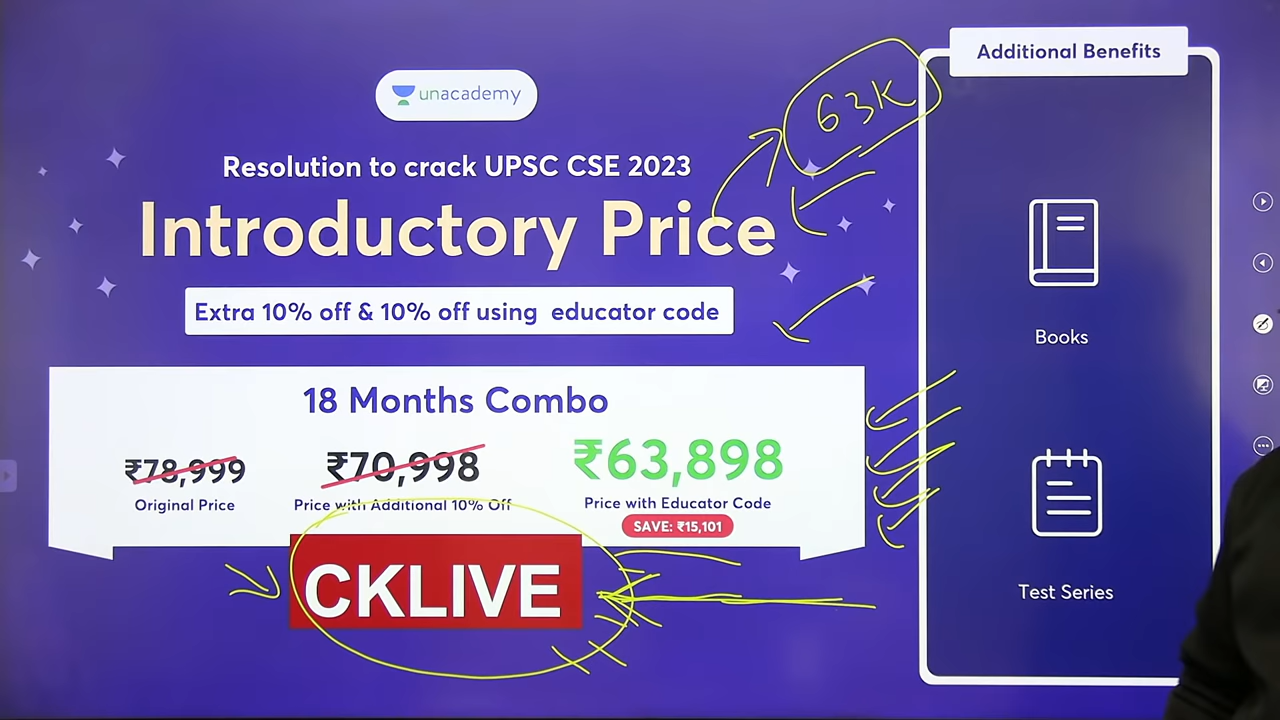 unacademy
Resolution to crack UPSC CSE 2023
Introductory Price
Extra 10% off & 10% off using educator code
18 Months Combo
₹78,999 ₹70,998 ₹63,898
Original Price Price with Additional 10% Off Price with Educator Code
SAVE: ₹15,101
CKLIVE
63K
Additional Benefits
Books
Test Series